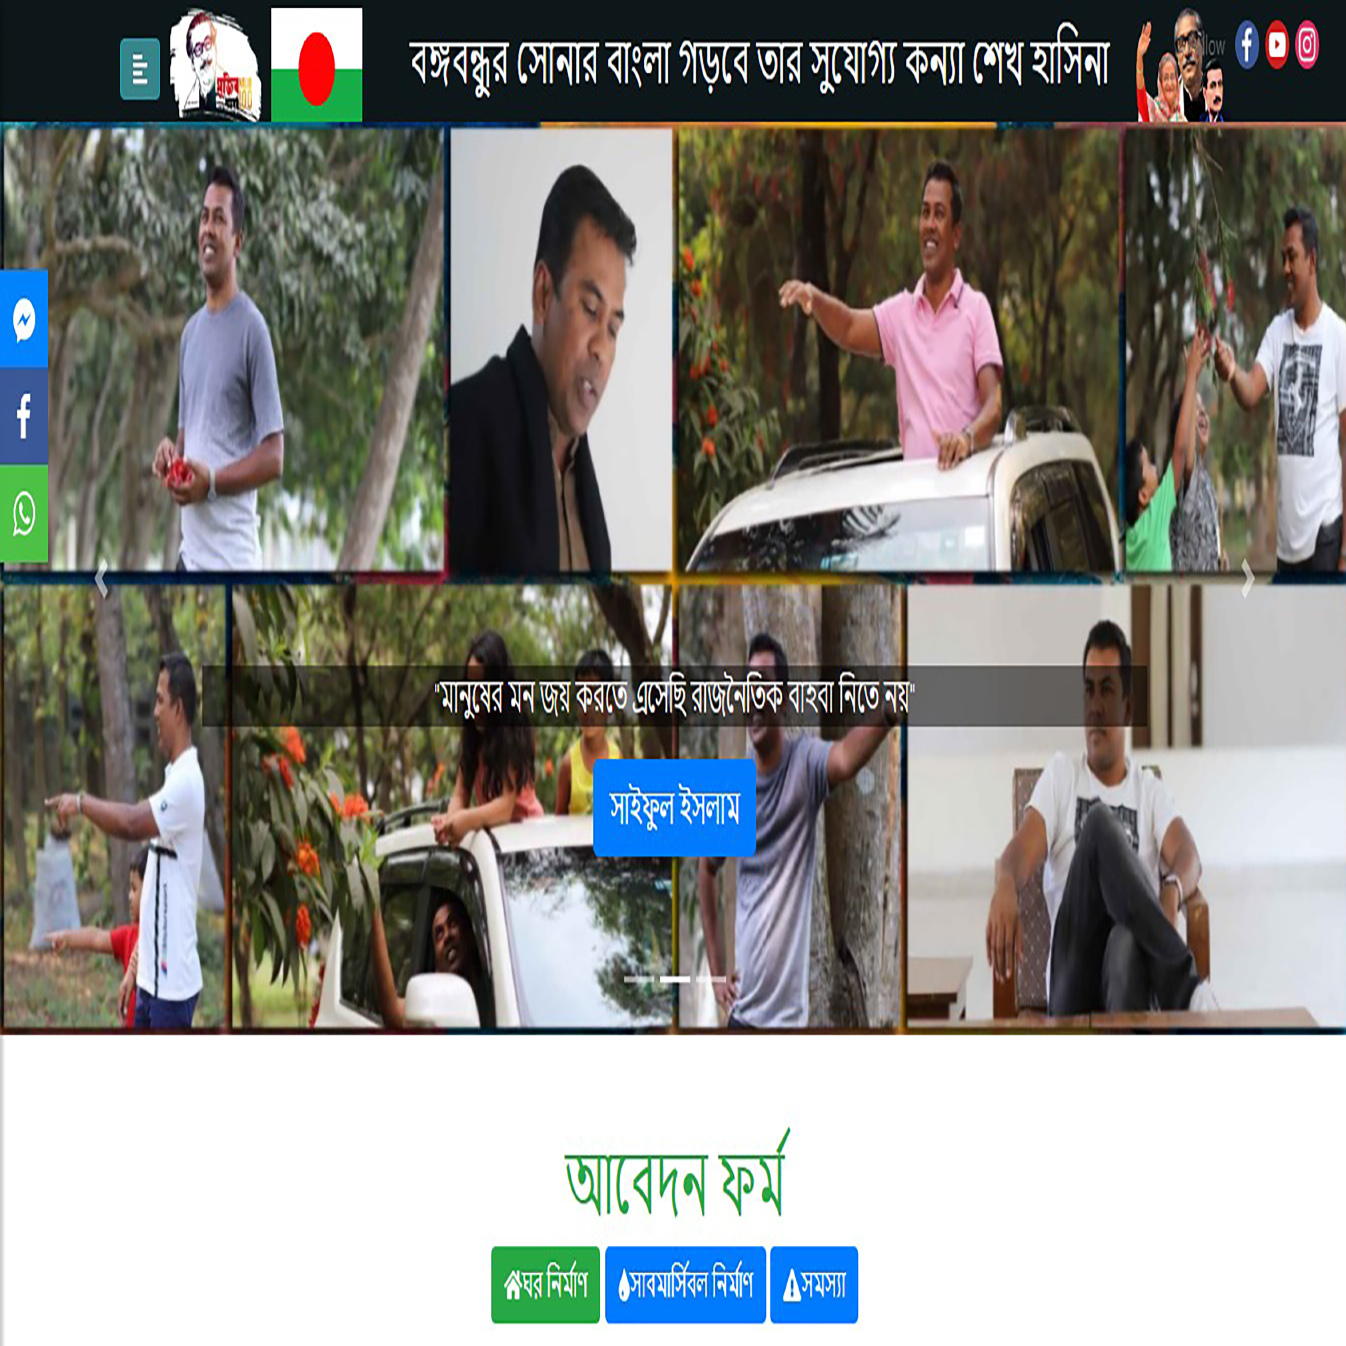 বঙ্গবন্ধুর সোনার বাংলা গড়বে তার সুযোগ্য কন্যা শেখ হাসিনা
"মানুষের মন জয় করতে এসেছি রাজনৈতিক বাহবা নিতে নয়"
সাইফুল ইসলাম
আবেদন ফর্ম
ঘর নির্মাণ
সাবমার্সিবল নির্মাণ
সমস্যা